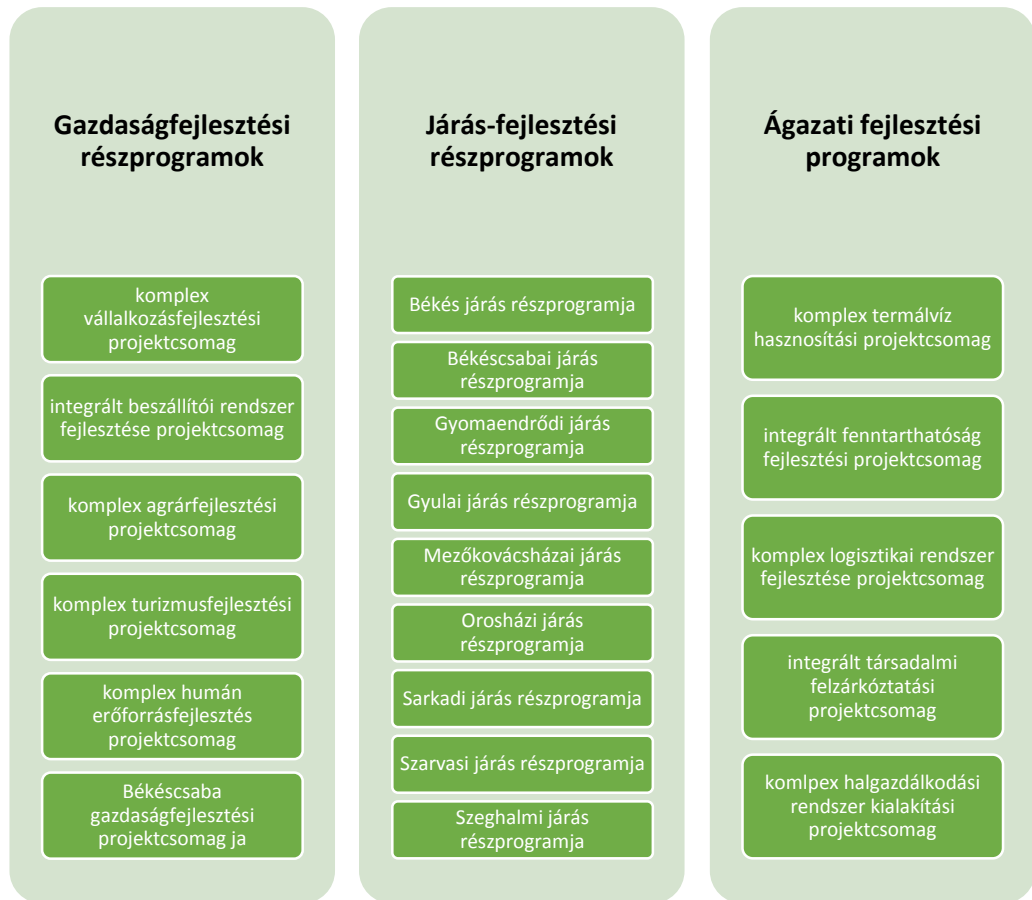 Gazdaságfejlesztési
részprogramok
komplex
vállalkozásfejlesztési
projektcsomag
integrált beszállítói rendszer
fejlesztése projektcsomag
komplex agrárfejlesztési
projektcsomag
komplex turizmusfejlesztési
projektcsomag
komplex humán
erőforrásfejlesztés
projektcsomag
Békéscsaba
gazdaságfejlesztési
projektcsomag ja
Járás-fejlesztési
részprogramok
Békés járás részprogramja
Békéscsabai járás
részprogramja
Gyomaendrődi járás
részprogramja
Gyulai járás részprogramja
Mezőkovácsházai járás
részprogramja
Orosházi járás
részprogramja
Sarkadi járás részprogramja
Szarvasi járás részprogramja
Szeghalmi járás
részprogramja
Ágazati fejlesztési
programok
komplex termálvíz
hasznosítási projektcsomag
integrált fenntarthatóság
fejlesztési projektcsomag
komplex logisztikai rendszer
fejlesztése projektcsomag
integrált társadalmi
felzárkóztatási
projektcsomag
komlpex halgazdálkodási
rendszer kialakítási
projektcsomag